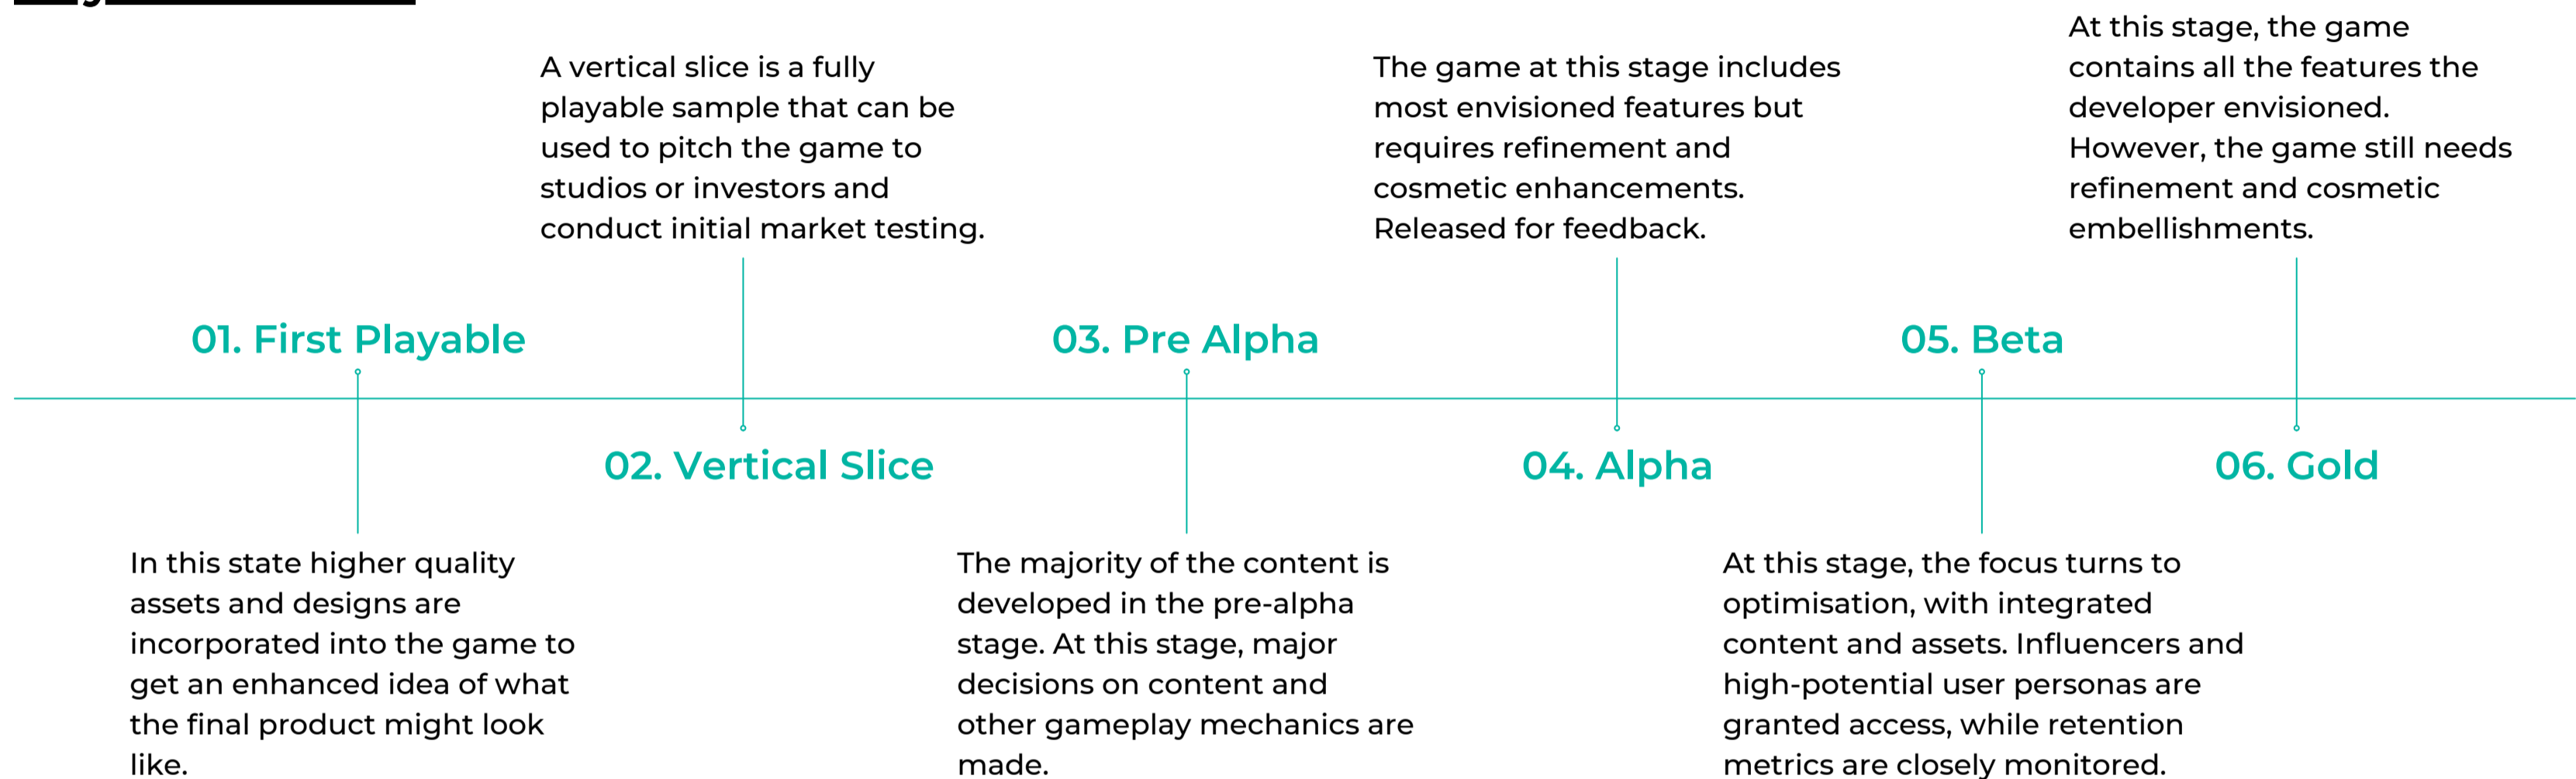 01. First Playable
In this state higher quality
assets and designs are
incorporated into the game to
get an enhanced idea of what
the final product might look
like.
A vertical slice is a fully
playable sample that can be
used to pitch the game to
studios or investors and
conduct initial market testing.
02. Vertical Slice
03. Pre Alpha
The majority of the content is
developed in the pre-alpha
stage. At this stage, major
decisions on content and
other gameplay mechanics are
made.
The game at this stage includes
most envisioned features but
requires refinement and
cosmetic enhancements.
Released for feedback.
04. Alpha
05. Beta
At this stage, the focus turns to
optimisation, with integrated
content and assets. Influencers and
high-potential user personas are
granted access, while retention
metrics are closely monitored.
At this stage, the game
contains all the features the
developer envisioned.
However, the game still needs
refinement and cosmetic
embellishments.
06. Gold